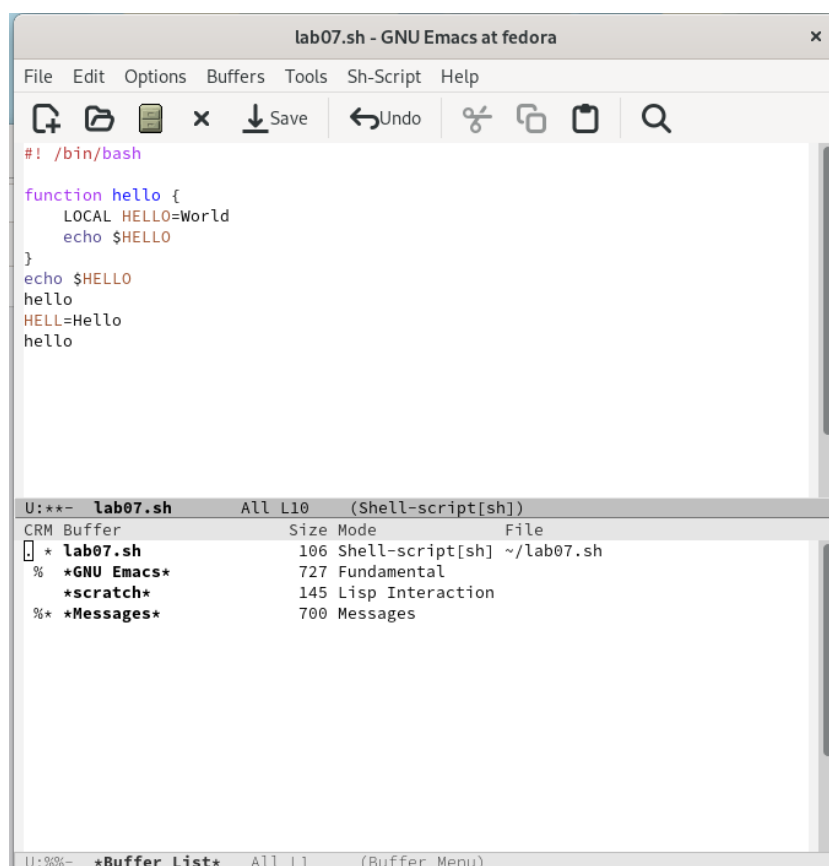 lab07.sh - GNU Emacs at fedora ×
File Edit Options Buffers Tools Sh-Script Help
Save Undo
#! /bin/bash
function hello {
    LOCAL HELLO=World
    echo $HELLO
}
echo $HELLO
hello
HELL=Hello
hello
U:**-  lab07.sh       All L10    (Shell-script[sh])
CRM Buffer                 Size Mode             File
. * lab07.sh                106 Shell-script[sh] ~/lab07.sh
 %  *GNU Emacs*             727 Fundamental
    *scratch*               145 Lisp Interaction
 %* *Messages*              700 Messages
U:%%-  *Buffer List*   All L1     (Buffer Menu)